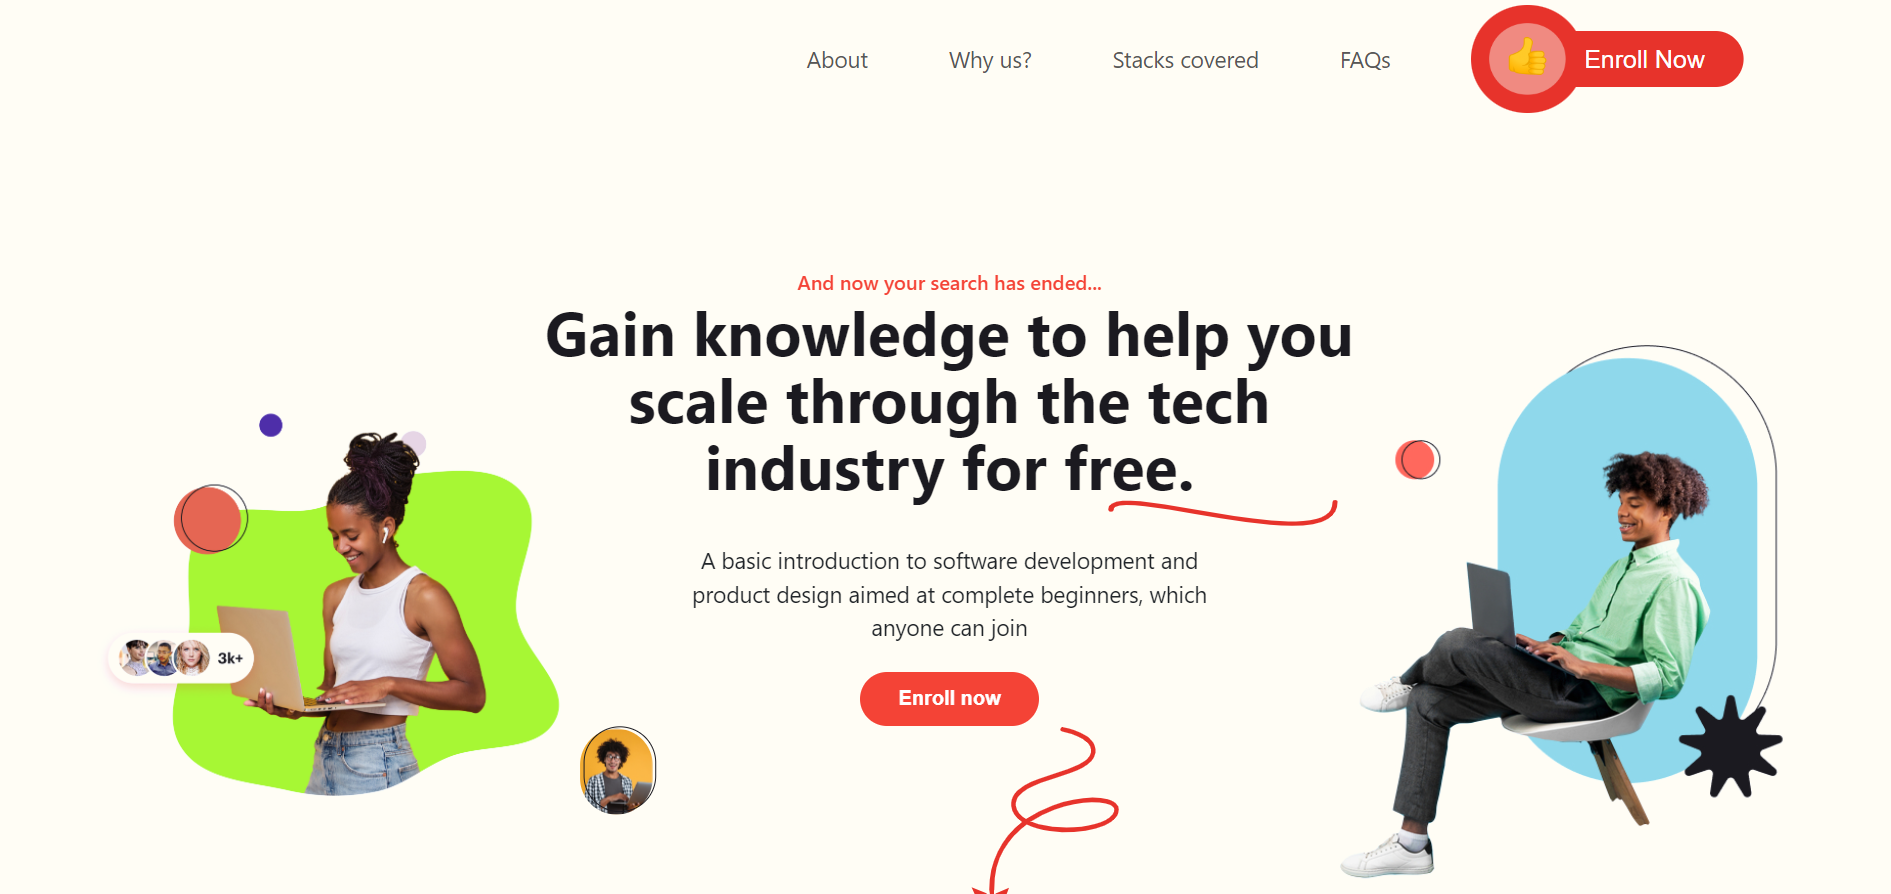 About
Why us?
Stacks covered
FAQs
Enroll Now
And now your search has ended...
Gain knowledge to help you
scale through the tech
industry for free.
A basic introduction to software development and
product design aimed at complete beginners, which
anyone can join
Enroll now
3k+